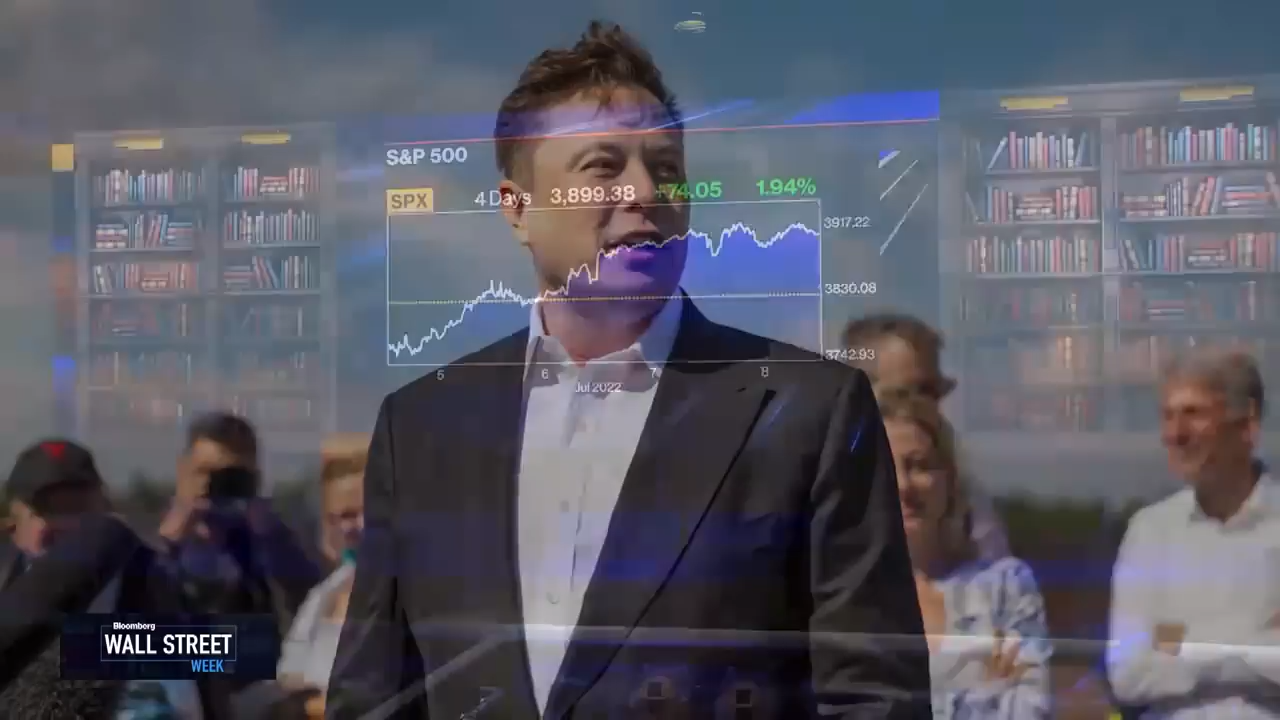 S&P 500
SPX 4 Days 3,899.38 +74.05 1.94%
3917.22
3830.08
3742.93
5 6 7 8
Jul 2022
Bloomberg
WALL STREET
WEEK